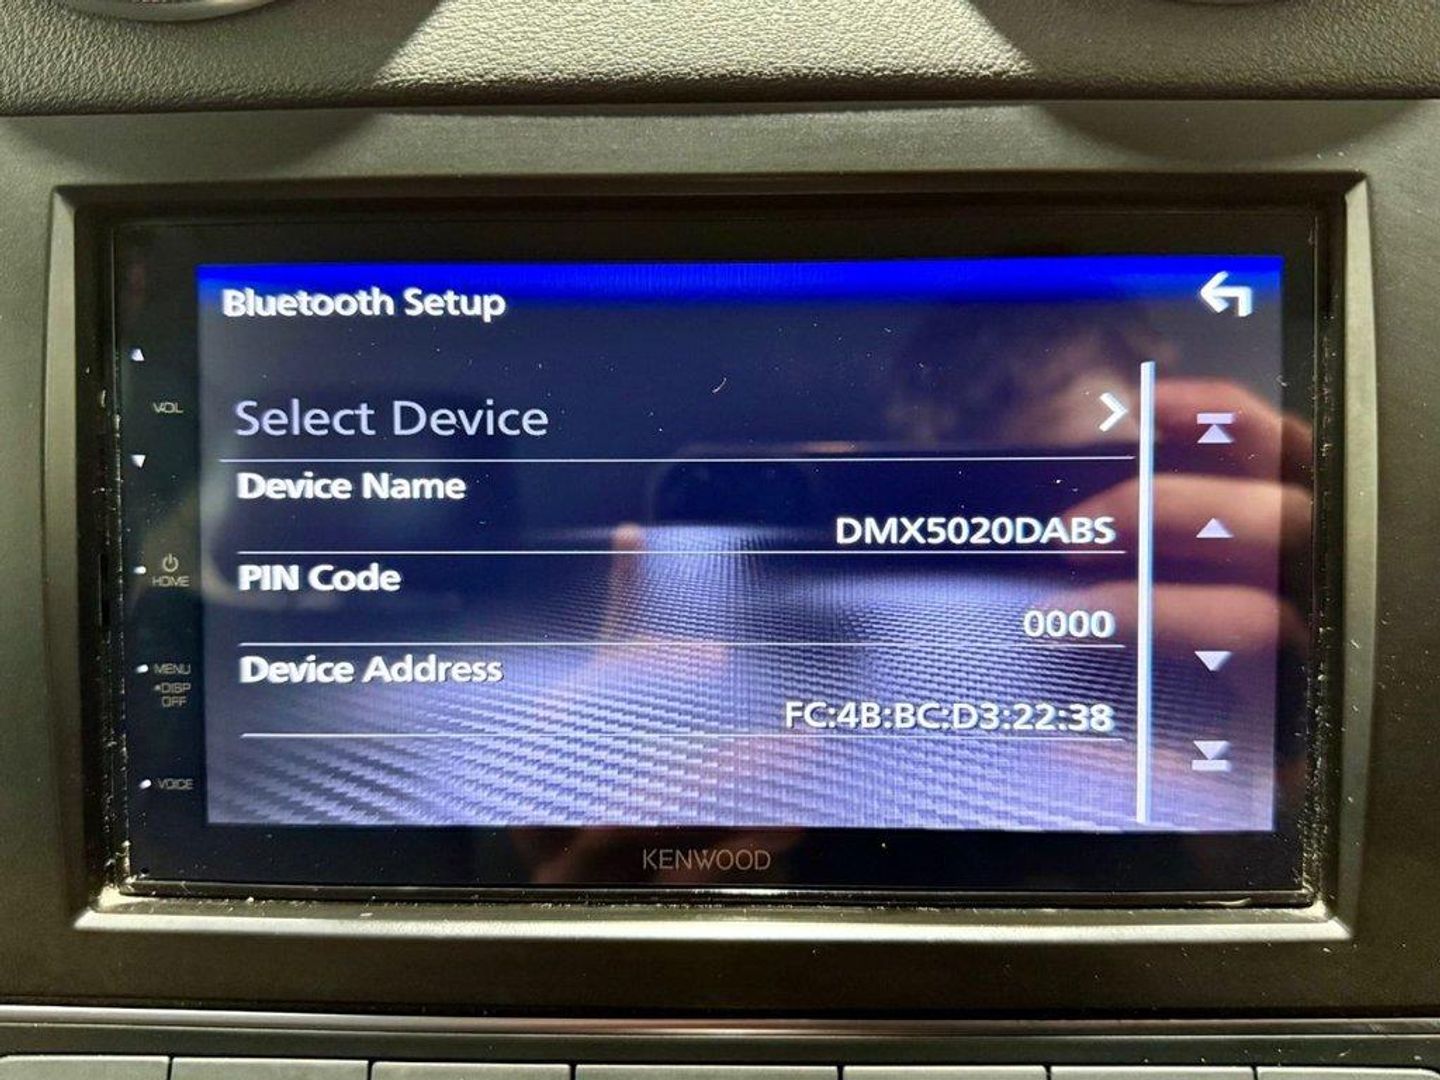 Bluetooth Setup
VOL
Select Device
Device Name
DMX5020DABS
HOME
PIN Code
0000
MENU
Device Address
*DISP
OFF
FC:4B:BC:D3:22:38
VOICE
KENWOOD